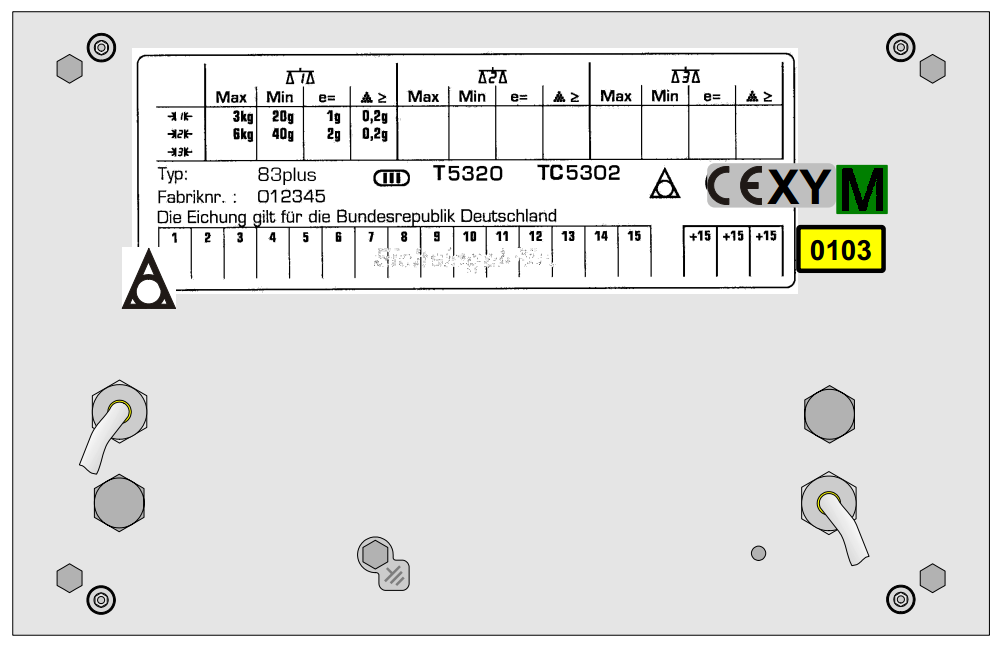 1 2 3
Max Min e= ≥ Max Min e= ≥ Max Min e= ≥
1 3kg 20g 1g 0,2g
2 6kg 40g 2g 0,2g
3
Typ: 83plus III T5320 TC5302 CE XY M
Fabriknr. : 012345
Die Eichung gilt für die Bundesrepublik Deutschland
1 2 3 4 5 6 7 8 9 10 11 12 13 14 15 +15 +15 +15
0103